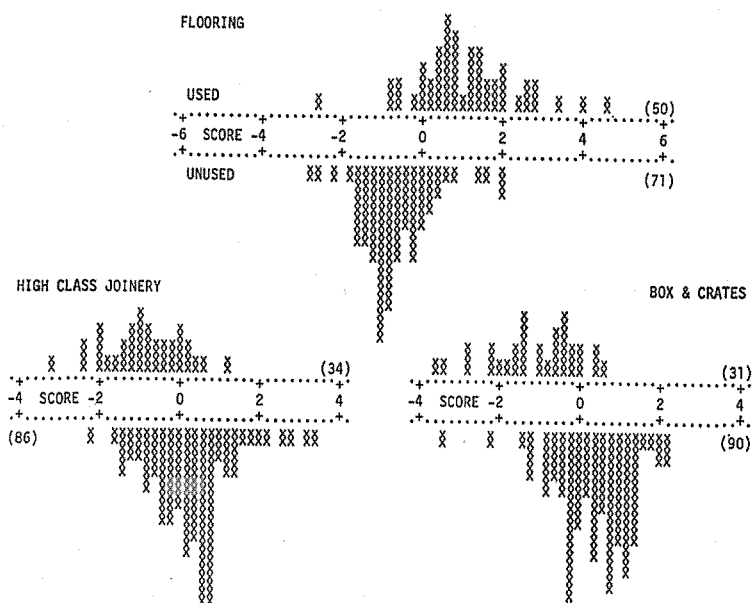 FLOORING
USED
(50)
-6 SCORE -4 -2 0 2 4 6
UNUSED
(71)
HIGH CLASS JOINERY
(34)
-4 SCORE -2 0 2 4
(86)
BOX & CRATES
(31)
-4 SCORE -2 0 2 4
(90)